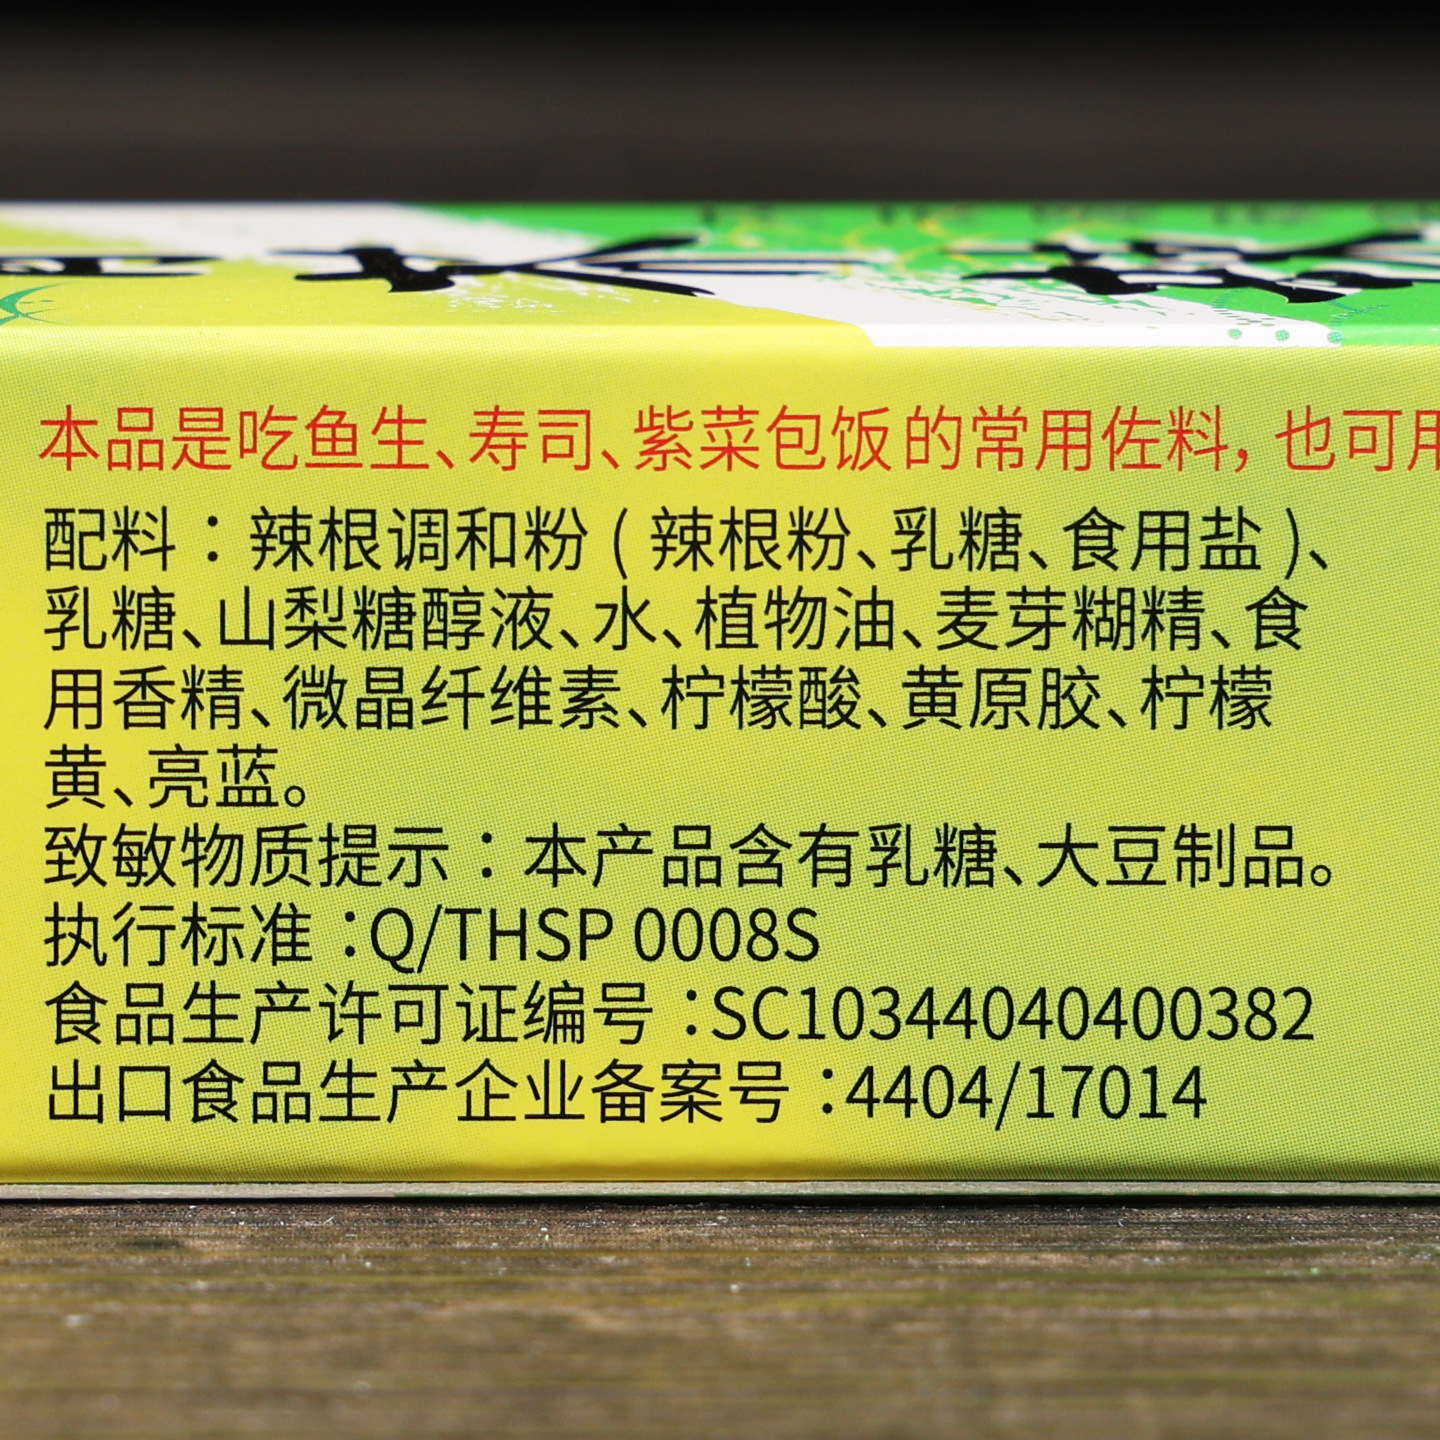 本品是吃鱼生、寿司、紫菜包饭的常用佐料，也可用
配料：辣根调和粉(辣根粉、乳糖、食用盐)、
乳糖、山梨糖醇液、水、植物油、麦芽糊精、食
用香精、微晶纤维素、柠檬酸、黄原胶、柠檬
黄、亮蓝。
致敏物质提示：本产品含有乳糖、大豆制品。
执行标准：Q/THSP 0008S
食品生产许可证编号：SC10344040400382
出口食品生产企业备案号：4404/17014